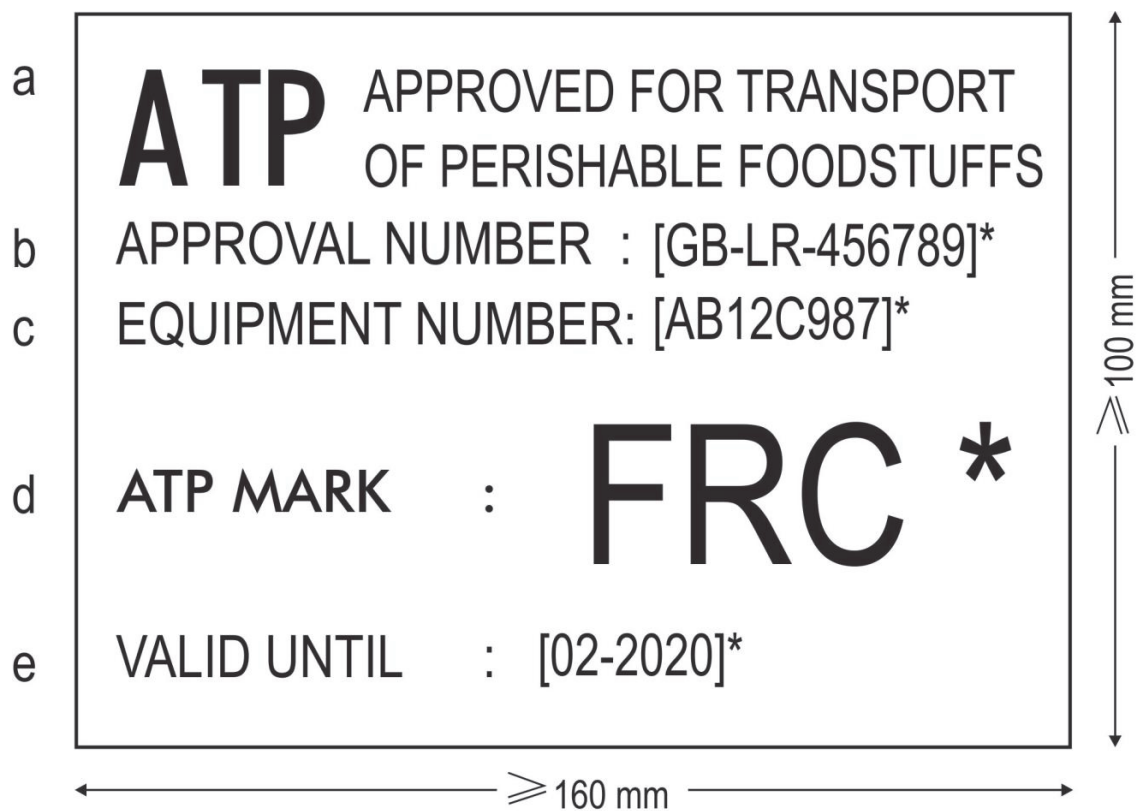 a
ATP APPROVED FOR TRANSPORT
OF PERISHABLE FOODSTUFFS
b APPROVAL NUMBER : [GB-LR-456789]*
c EQUIPMENT NUMBER: [AB12C987]*
d ATP MARK : FRC *
e VALID UNTIL : [02-2020]*
⩾ 100 mm
⩾ 160 mm